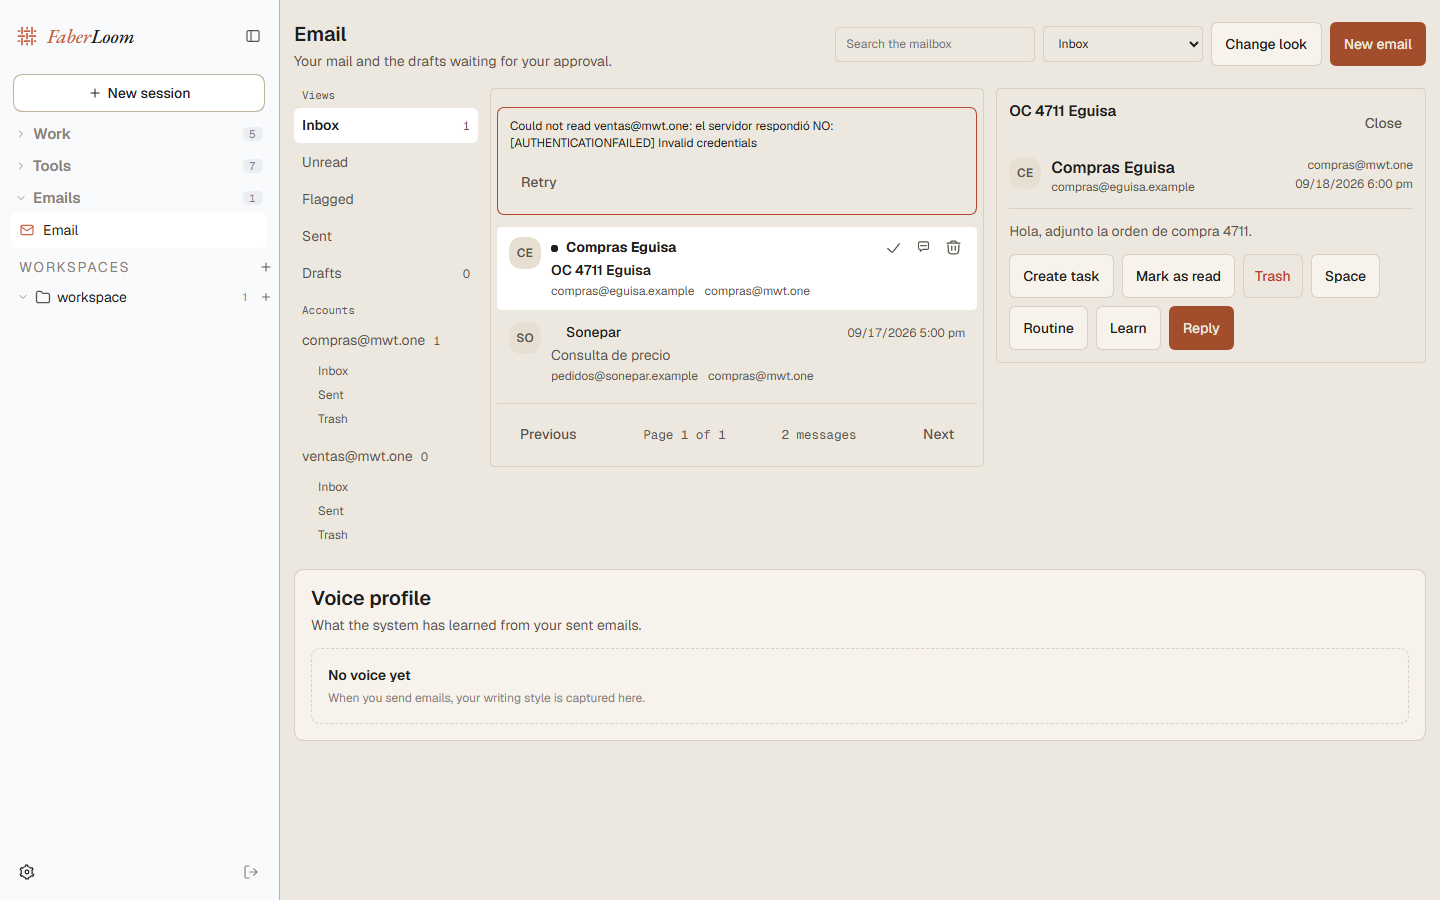 FaberLoom
New session
Work 5
Tools 7
Emails 1
Email
WORKSPACES
workspace 1
Email
Your mail and the drafts waiting for your approval.
Search the mailbox
Inbox
Change look
New email
Views
Inbox 1
Unread
Flagged
Sent
Drafts 0
Accounts
compras@mwt.one 1
Inbox
Sent
Trash
ventas@mwt.one 0
Inbox
Sent
Trash
Could not read ventas@mwt.one: el servidor respondió NO:
[AUTHENTICATIONFAILED] Invalid credentials
Retry
CE
Compras Eguisa
OC 4711 Eguisa
compras@eguisa.example compras@mwt.one
SO
Sonepar 09/17/2026 5:00 pm
Consulta de precio
pedidos@sonepar.example compras@mwt.one
Previous Page 1 of 1 2 messages Next
OC 4711 Eguisa
Close
CE
Compras Eguisa compras@mwt.one
compras@eguisa.example 09/18/2026 6:00 pm
Hola, adjunto la orden de compra 4711.
Create task Mark as read Trash Space
Routine Learn Reply
Voice profile
What the system has learned from your sent emails.
No voice yet
When you send emails, your writing style is captured here.